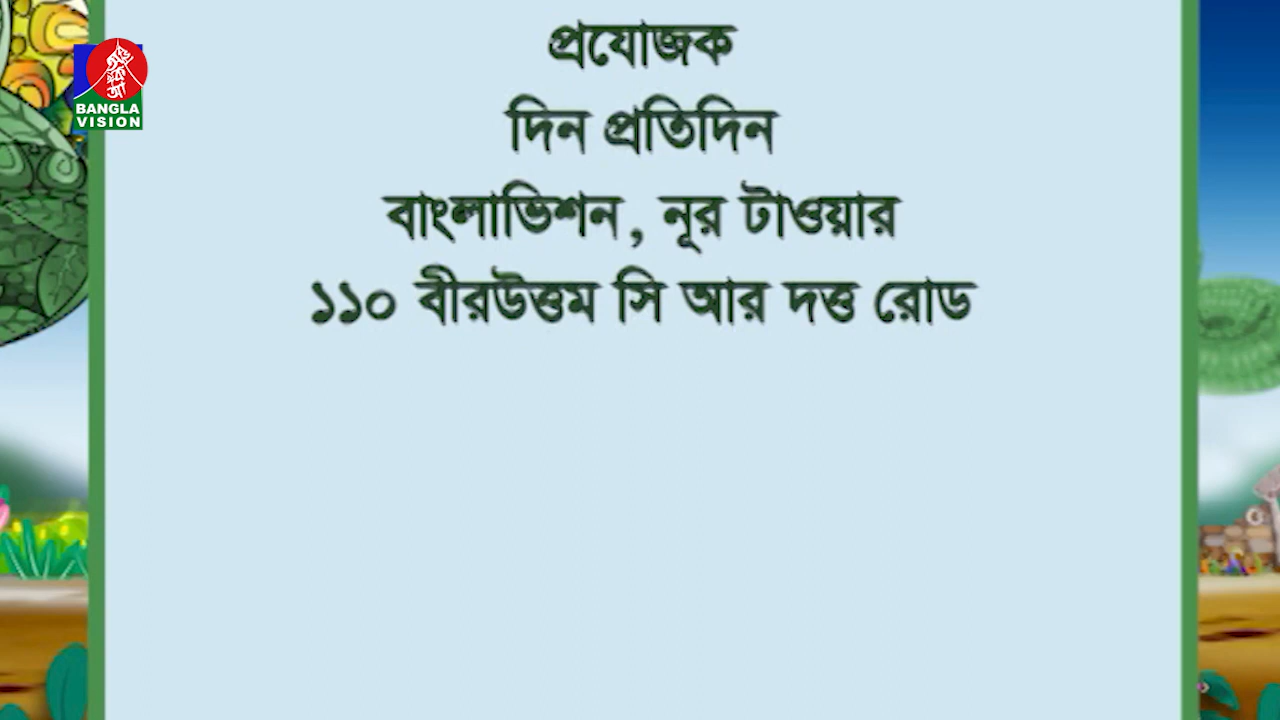 প্রযোজক
দিন প্রতিদিন
বাংলাভিশন, নূর টাওয়ার
১১০ বীরউত্তম সি আর দত্ত রোড
BANGLA
VISION